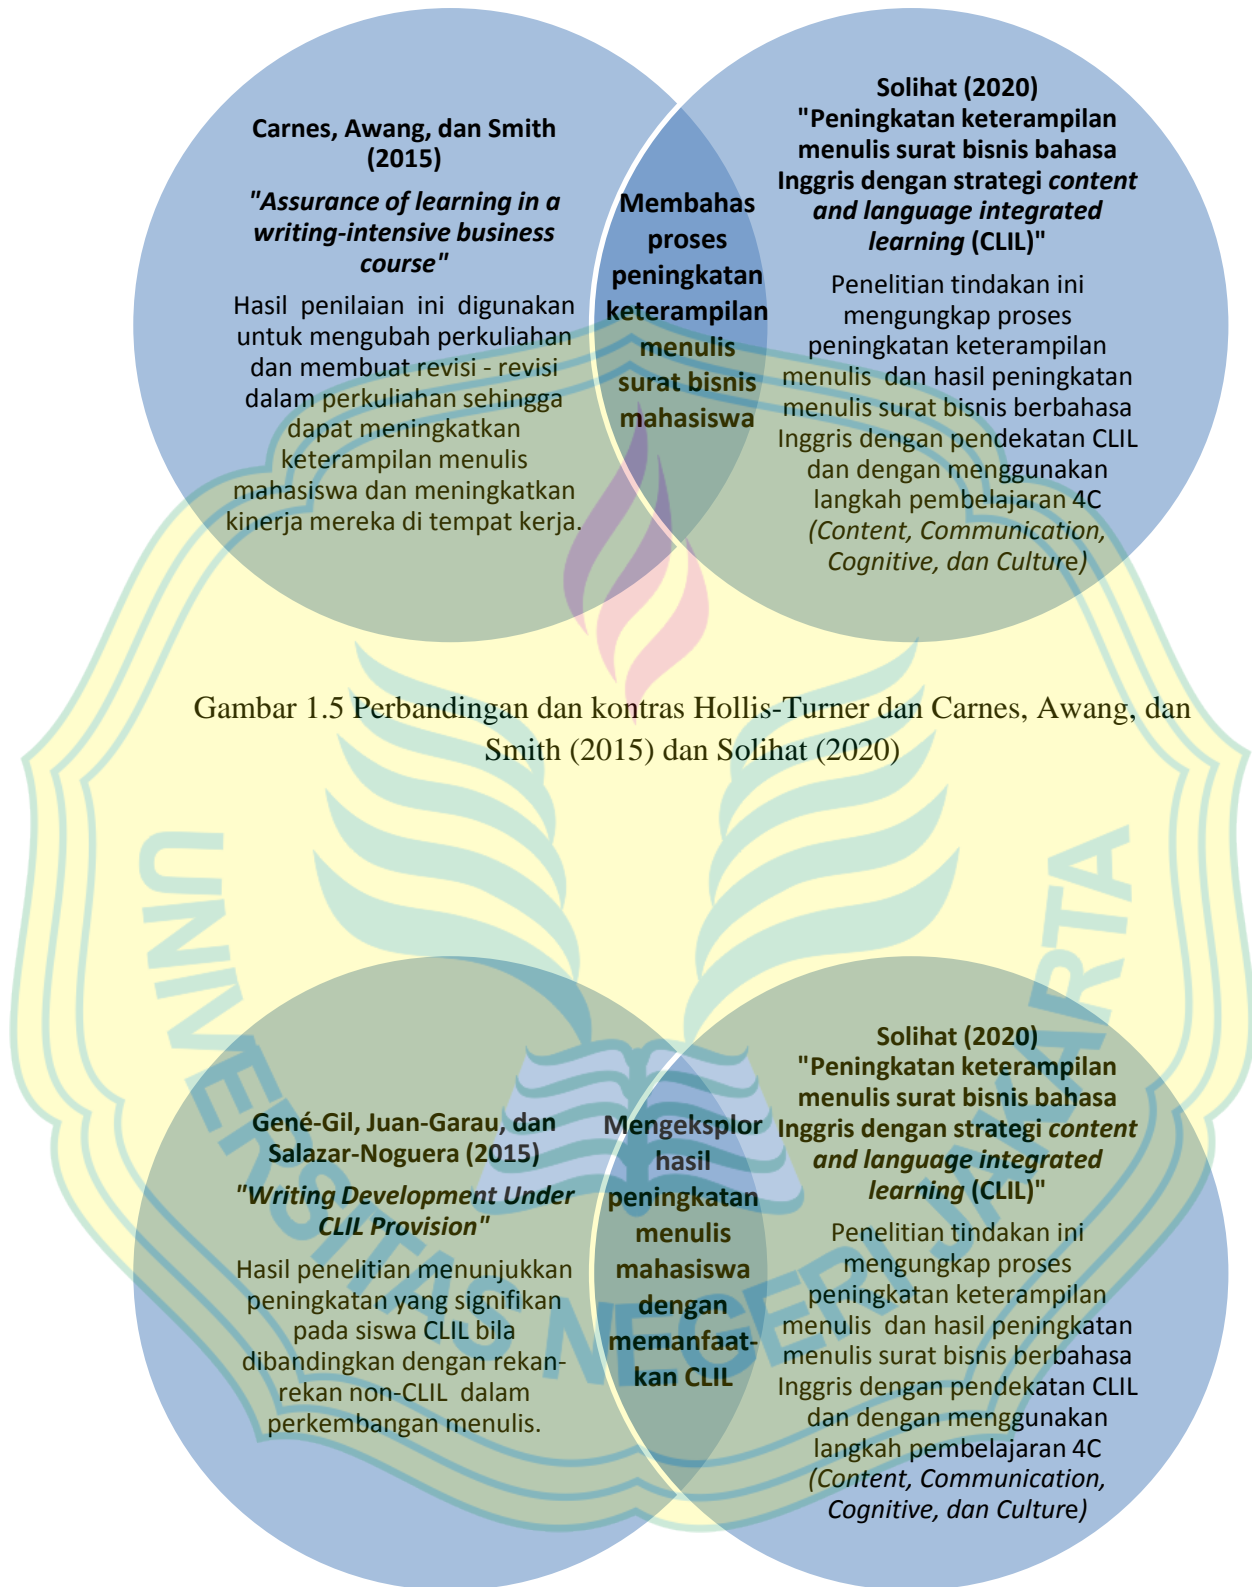 Carnes, Awang, dan Smith
(2015)
"Assurance of learning in a
writing-intensive business
course"
Hasil penilaian ini digunakan
untuk mengubah perkuliahan
dan membuat revisi - revisi
dalam perkuliahan sehingga
dapat meningkatkan
keterampilan menulis
mahasiswa dan meningkatkan
kinerja mereka di tempat kerja.
Membahas
proses
peningkatan
keterampilan
menulis
surat bisnis
mahasiswa
Solihat (2020)
"Peningkatan keterampilan
menulis surat bisnis bahasa
Inggris dengan strategi content
and language integrated
learning (CLIL)"
Penelitian tindakan ini
mengungkap proses
peningkatan keterampilan
menulis dan hasil peningkatan
menulis surat bisnis berbahasa
Inggris dengan pendekatan CLIL
dan dengan menggunakan
langkah pembelajaran 4C
(Content, Communication,
Cognitive, dan Culture)
Gambar 1.5 Perbandingan dan kontras Hollis-Turner dan Carnes, Awang, dan
Smith (2015) dan Solihat (2020)
Gené-Gil, Juan-Garau, dan
Salazar-Noguera (2015)
"Writing Development Under
CLIL Provision"
Hasil penelitian menunjukkan
peningkatan yang signifikan
pada siswa CLIL bila
dibandingkan dengan rekan-
rekan non-CLIL dalam
perkembangan menulis.
Mengeksplor
hasil
peningkatan
menulis
mahasiswa
dengan
memanfaat-
kan CLIL
Solihat (2020)
"Peningkatan keterampilan
menulis surat bisnis bahasa
Inggris dengan strategi content
and language integrated
learning (CLIL)"
Penelitian tindakan ini
mengungkap proses
peningkatan keterampilan
menulis dan hasil peningkatan
menulis surat bisnis berbahasa
Inggris dengan pendekatan CLIL
dan dengan menggunakan
langkah pembelajaran 4C
(Content, Communication,
Cognitive, dan Culture)
UNIVERSITAS NEGERI JAKARTA